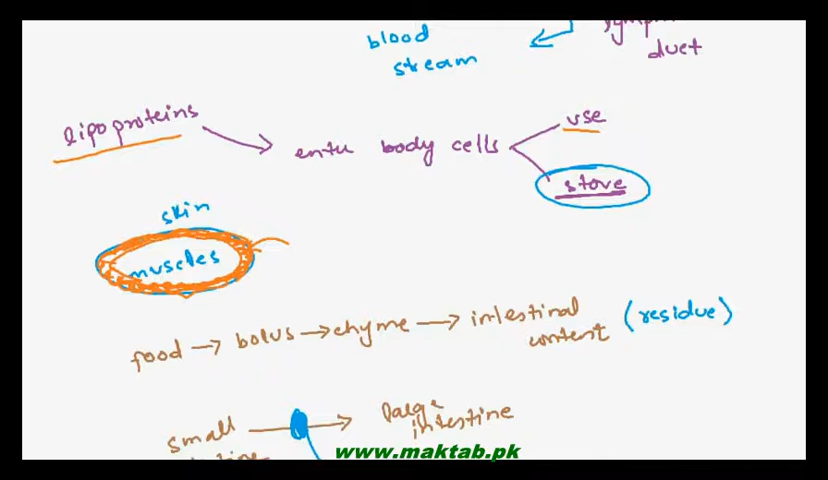 blood
stream
duct
lipoproteins
enter body cells
use
store
skin
muscles
food → bolus → chyme → intestinal
content
(residue)
small
large
intestine
www.maktab.pk